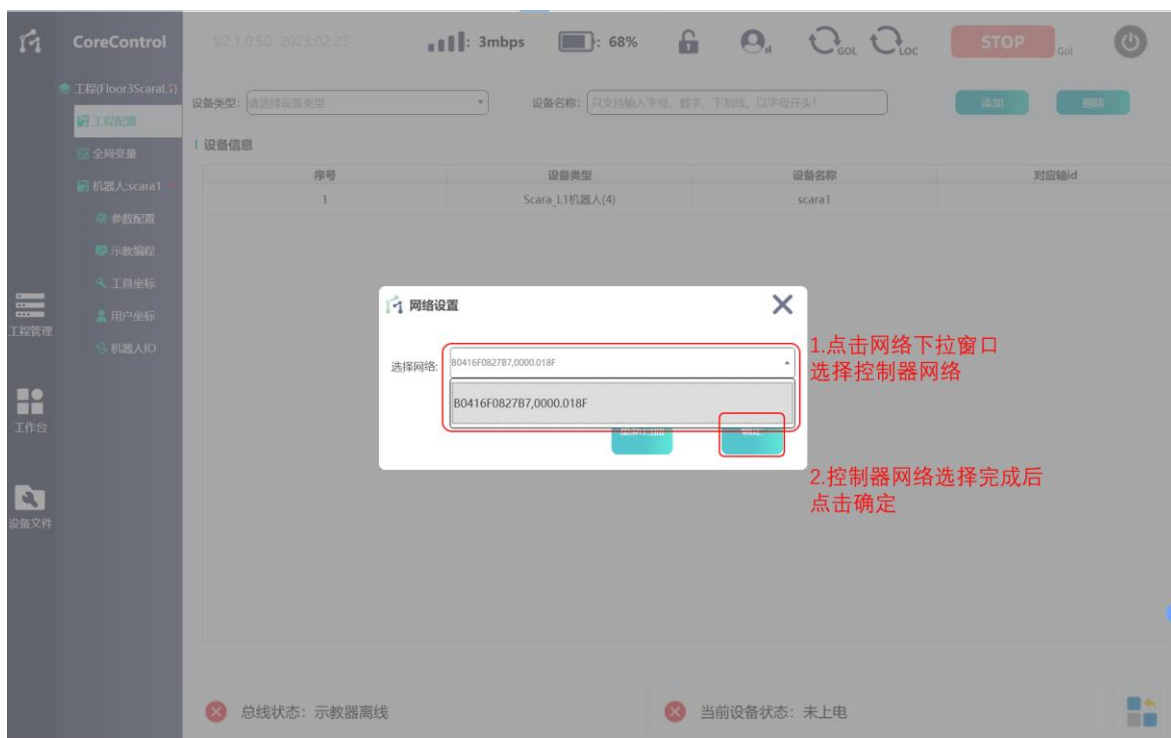 CoreControl
V2.1.0.50 2023.02.23
: 3mbps
: 68%
GOL
LOC
STOP
Gol
工程(Floor3ScaraL1)
工程配置
全局变量
机器人:scara1
参数配置
示教编程
工具坐标
用户坐标
机器人IO
工程管理
工作台
设备文件
设备类型: 请选择设备类型
设备名称: 只支持输入字母、数字、下划线，以字母开头!
添加
删除
设备信息
序号 设备类型 设备名称 对应轴id
1 Scara_L1机器人(4) scara1
网络设置
选择网络: B0416F0827B7,0000.018F
B0416F0827B7,0000.018F
1.点击网络下拉窗口
选择控制器网络
2.控制器网络选择完成后
点击确定
总线状态：示教器离线
当前设备状态：未上电